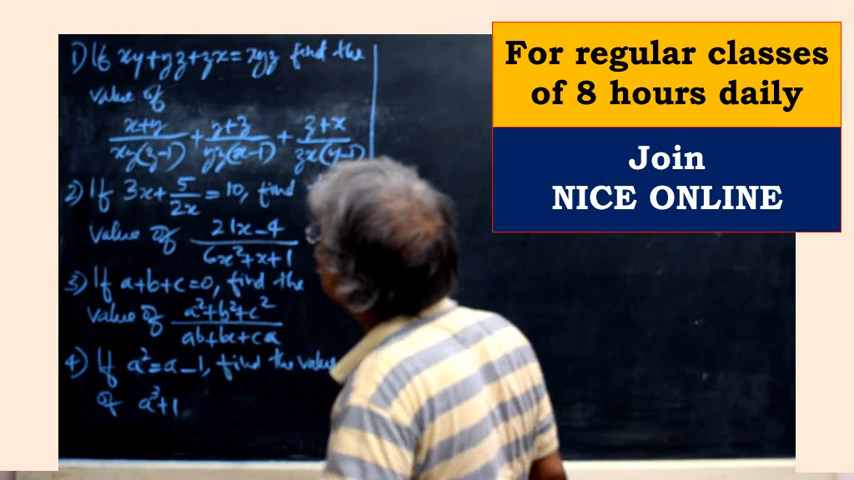 1) If xy+yz+zx=xyz find the
value of
x+y/xy(z-1) + y+z/yz(x-1) + z+x/zx(y-1)
2) If 3x+5/2x=10, find
value of 21x-4/6x²+x+1
3) If a+b+c=0, find the
value of a²+b²+c²/ab+bc+ca
4) If a²=a-1, find the value
of a³+1
For regular classes
of 8 hours daily
Join
NICE ONLINE